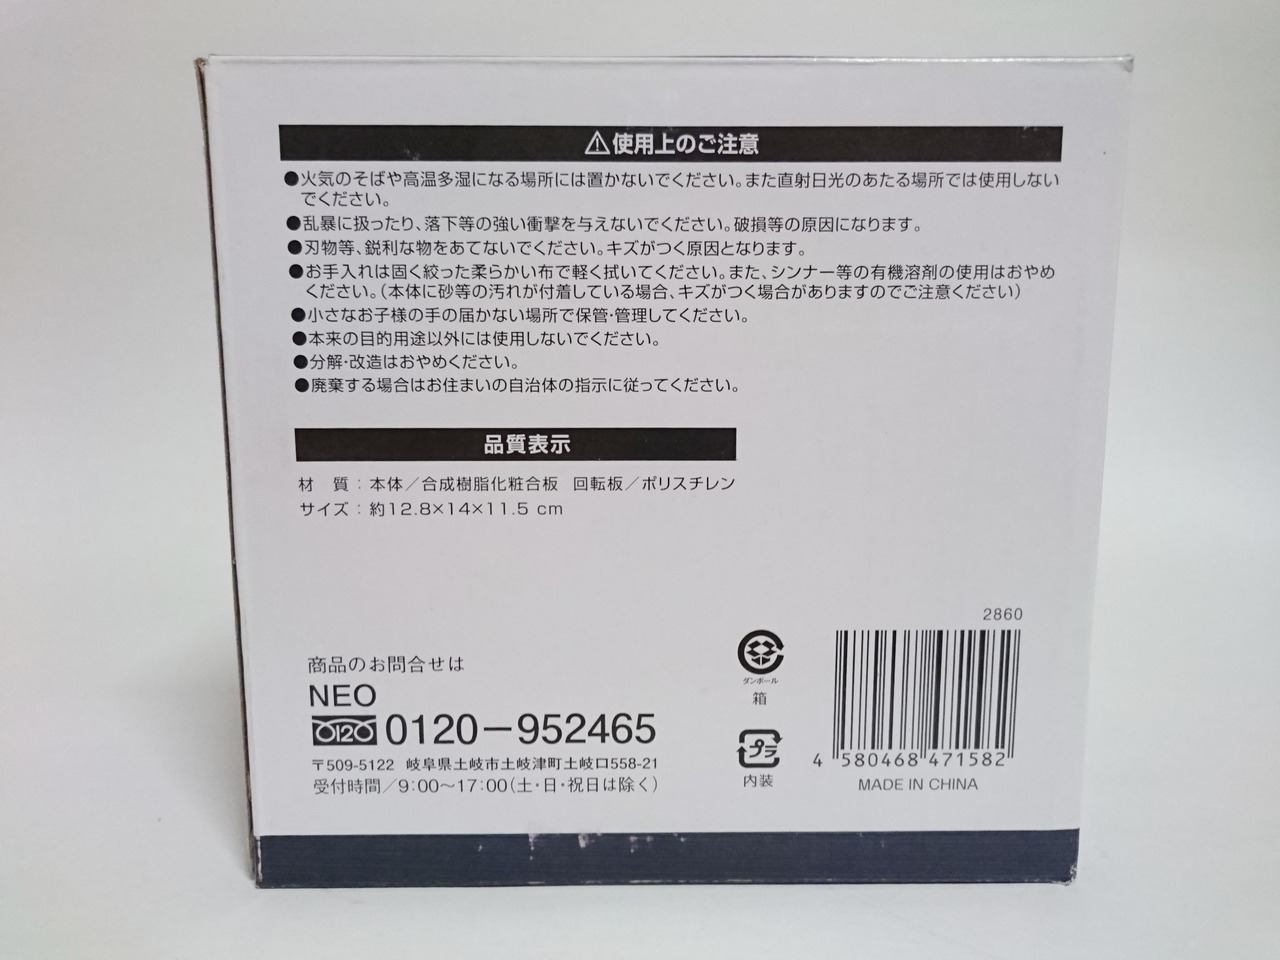 ⚠使用上のご注意
●火気のそばや高温多湿になる場所には置かないでください。また直射日光のあたる場所では使用しない
でください。
●乱暴に扱ったり、落下等の強い衝撃を与えないでください。破損等の原因になります。
●刃物等、鋭利な物をあてないでください。キズがつく原因となります。
●お手入れは固く絞った柔らかい布で軽く拭いてください。また、シンナー等の有機溶剤の使用はおやめ
ください。(本体に砂等の汚れが付着している場合、キズがつく場合がありますのでご注意ください)
●小さなお子様の手の届かない場所で保管・管理してください。
●本来の目的用途以外には使用しないでください。
●分解・改造はおやめください。
●廃棄する場合はお住まいの自治体の指示に従ってください。
品質表示
材 質:本体/合成樹脂化粧合板 回転板/ポリスチレン
サイズ:約12.8×14×11.5 cm
商品のお問合せは
NEO
0120 0120-952465
〒509-5122 岐阜県土岐市土岐津町土岐口558-21
受付時間/9:00〜17:00(土・日・祝日は除く)
ダンボール
箱
プラ
内装
2860
4 580468 471582
MADE IN CHINA